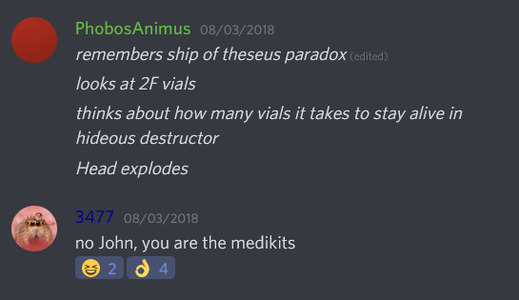 PhobosAnimus 08/03/2018
remembers ship of theseus paradox (edited)
looks at 2F vials
thinks about how many vials it takes to stay alive in
hideous destructor
Head explodes
3477 08/03/2018
no John, you are the medikits
2 4